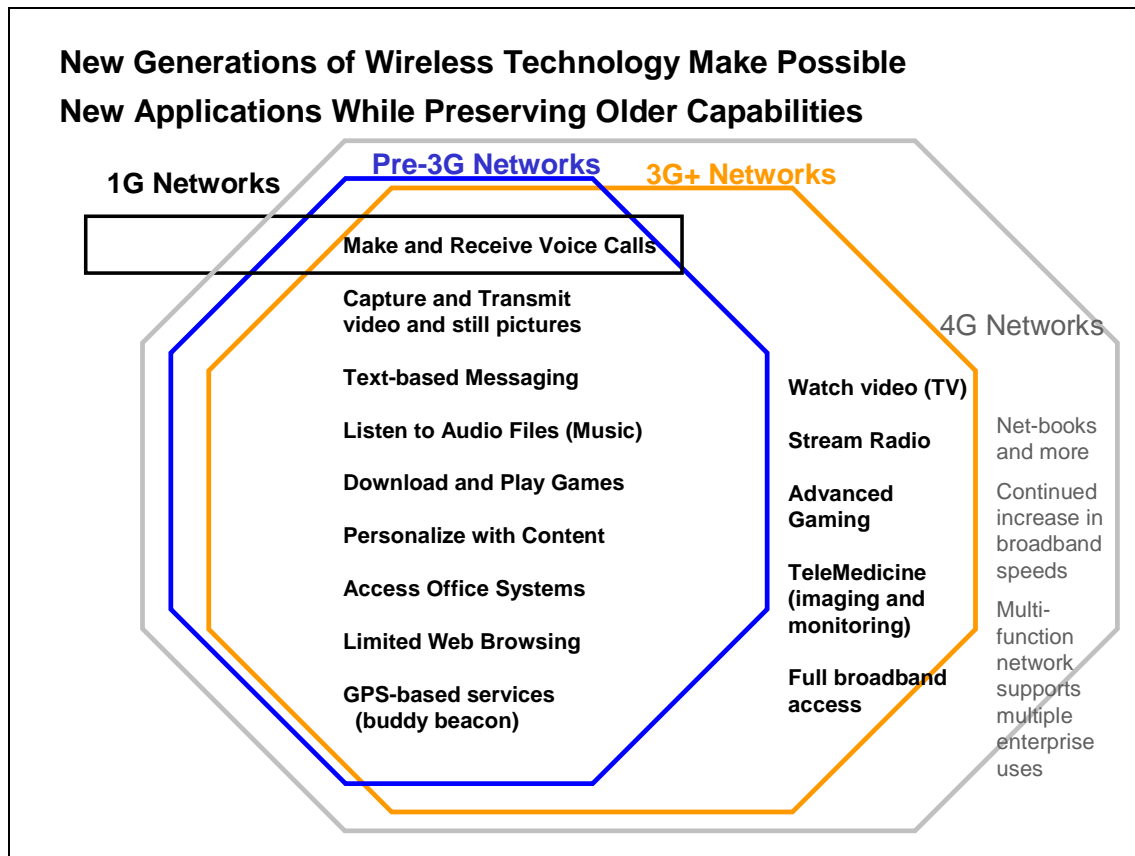 New Generations of Wireless Technology Make Possible
New Applications While Preserving Older Capabilities
Pre-3G Networks
3G+ Networks
1G Networks
Make and Receive Voice Calls
Capture and Transmit
video and still pictures
Text-based Messaging
Listen to Audio Files (Music)
Download and Play Games
Personalize with Content
Access Office Systems
Limited Web Browsing
GPS-based services
(buddy beacon)
Watch video (TV)
Stream Radio
Advanced
Gaming
TeleMedicine
(imaging and
monitoring)
Full broadband
access
4G Networks
Net-books
and more
Continued
increase in
broadband
speeds
Multi-
function
network
supports
multiple
enterprise
uses